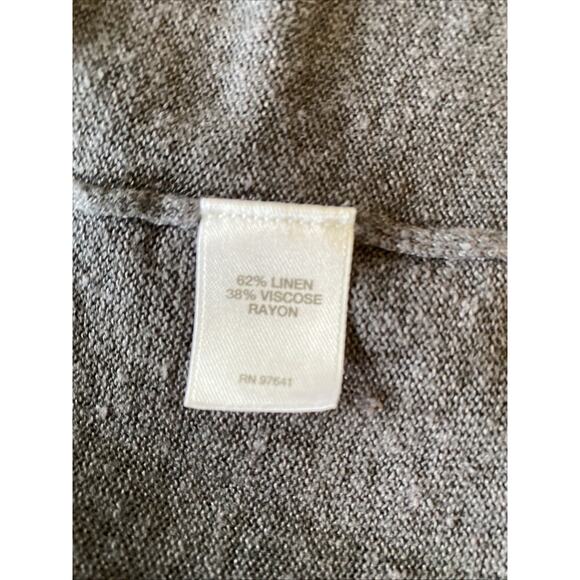 62% LINEN
38% VISCOSE
RAYON
RN 97641